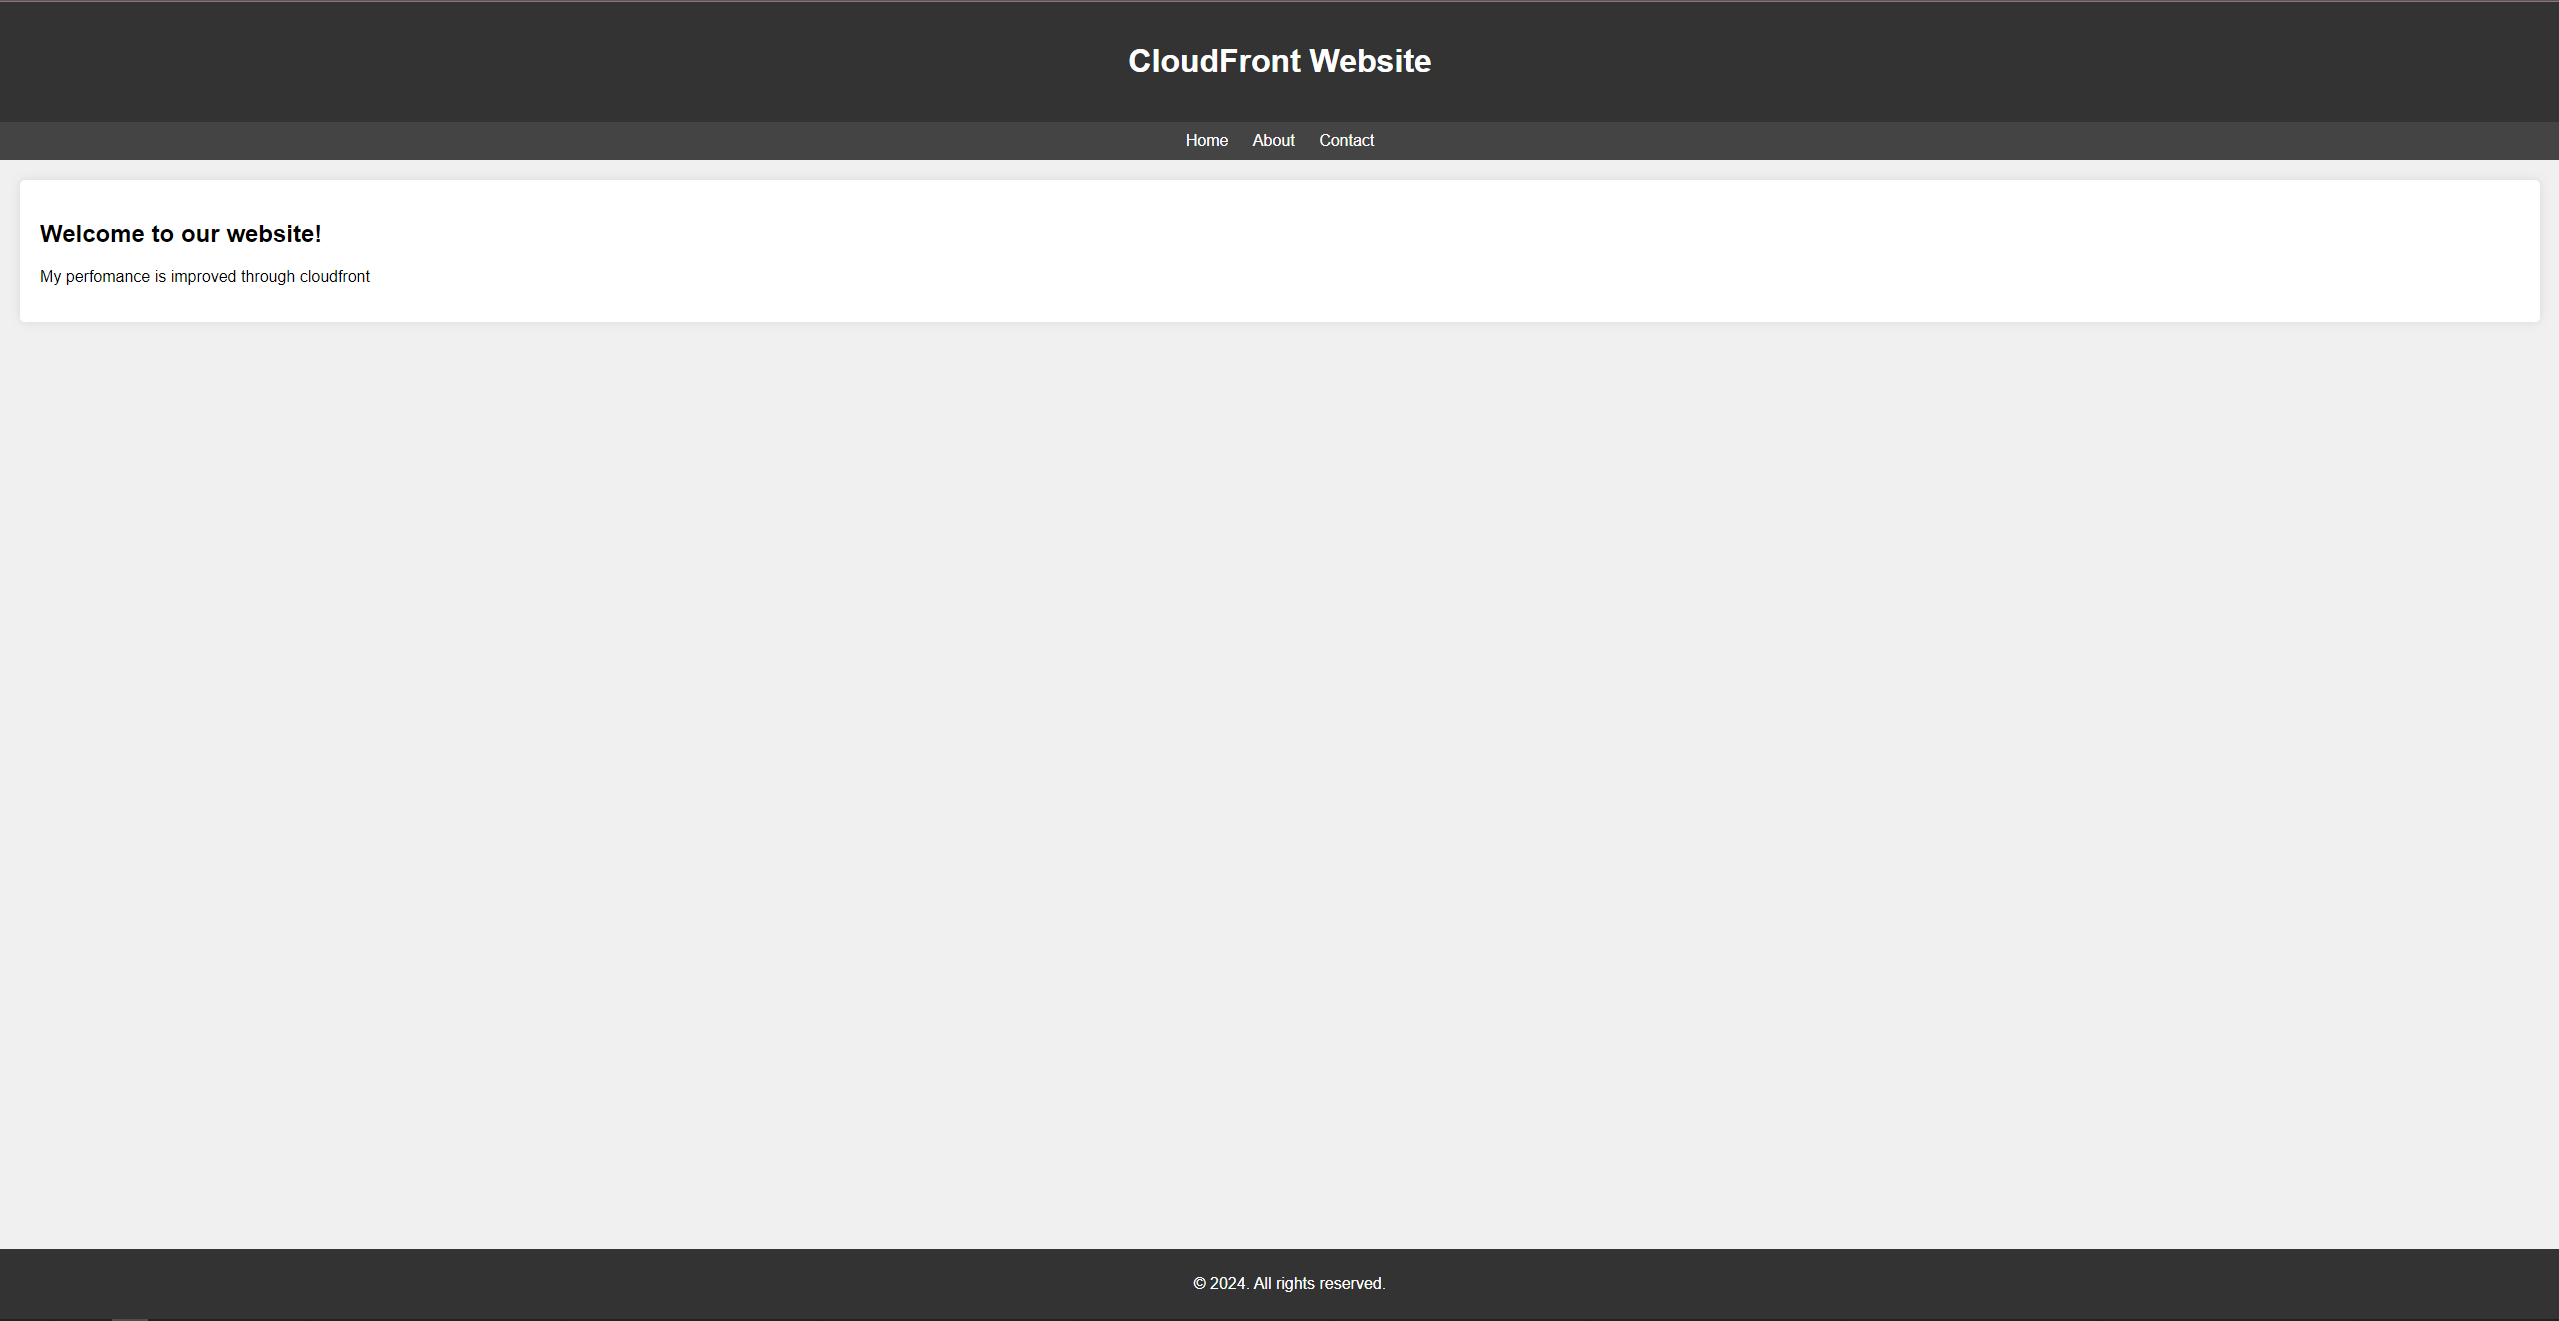 CloudFront Website
Home About Contact
Welcome to our website!
My perfomance is improved through cloudfront
© 2024. All rights reserved.